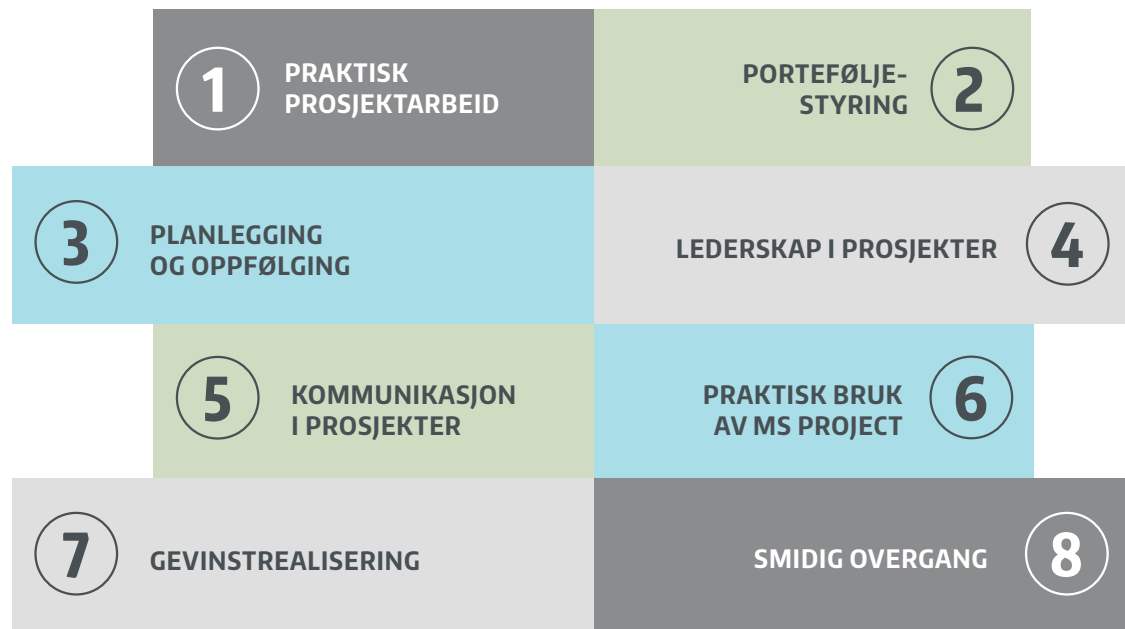 1
PRAKTISK
PROSJEKTARBEID
PORTEFØLJE-
STYRING
2
3
PLANLEGGING
OG OPPFØLGING
LEDERSKAP I PROSJEKTER
4
5
KOMMUNIKASJON
I PROSJEKTER
PRAKTISK BRUK
AV MS PROJECT
6
7
GEVINSTREALISERING
SMIDIG OVERGANG
8